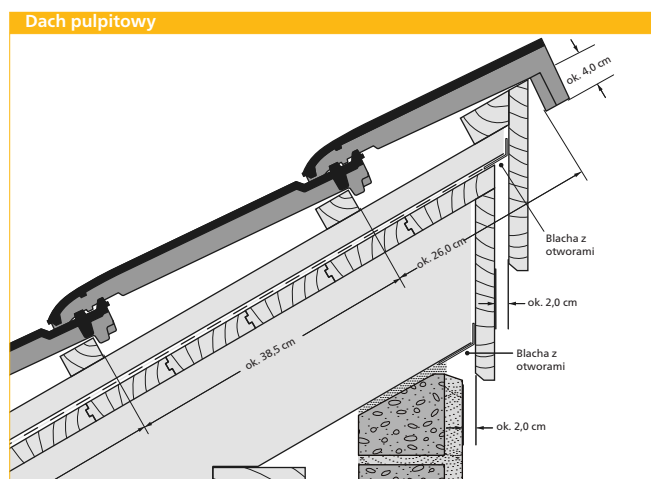 Dach pulpitowy
ok. 4,0 cm
Blacha z
otworami
ok. 26,0 cm
ok. 2,0 cm
ok. 38,5 cm
Blacha z
otworami
ok. 2,0 cm